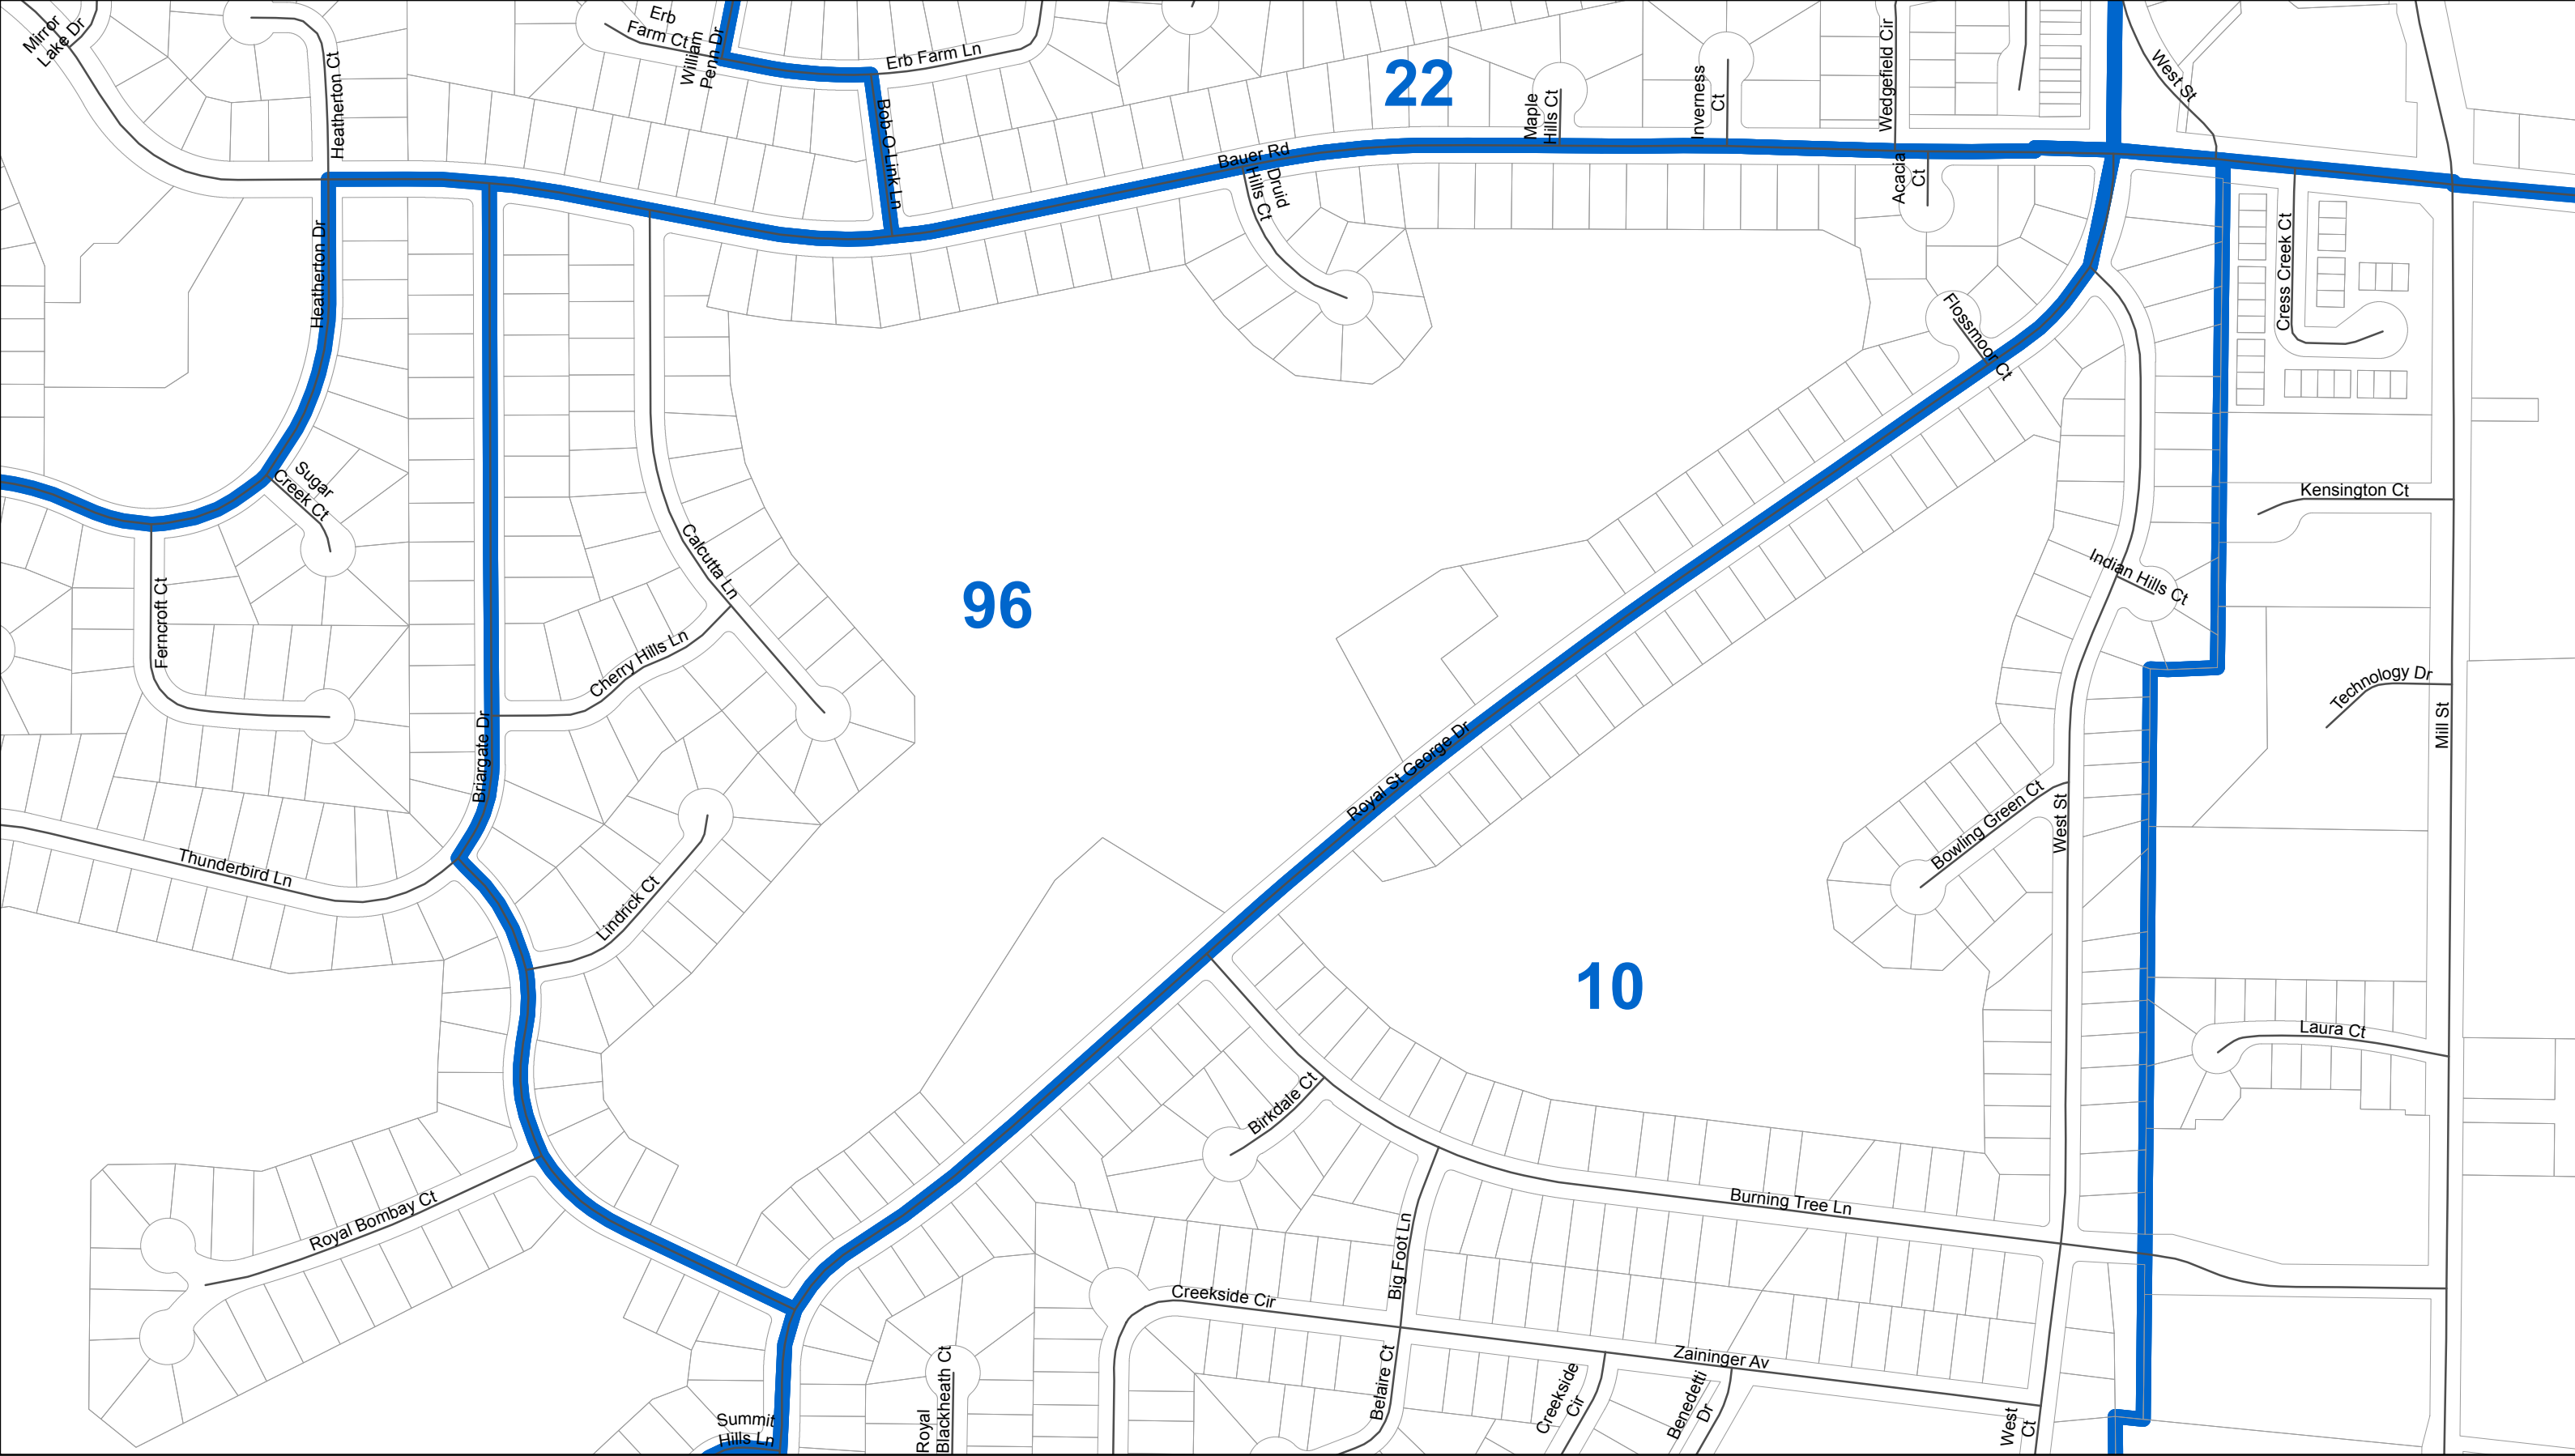 Mirror
Lake Dr
Heatherton Ct
Erb
Farm Ct
William
Penn Dr
Erb Farm Ln
Bob-O-Link Ln
22
Maple
Hills Ct
Inverness
Ct
Wedgefield Cir
West St
Bauer Rd
Druid
Hills Ct
Acacia
Ct
Heatherton Dr
Cress Creek Ct
Flossmoor Ct
Sugar
Creek Ct
Kensington Ct
Calcutta Ln
96
Indian Hills Ct
Ferncroft Ct
Cherry Hills Ln
Technology Dr
Mill St
Briargate Dr
Royal St George Dr
Bowling Green Ct
West St
Thunderbird Ln
Lindrick Ct
10
Laura Ct
Birkdale Ct
Royal Bombay Ct
Burning Tree Ln
Big Foot Ln
Creekside Cir
Zaininger Av
Belaire Ct
Creekside
Cir
Benedetti
Dr
West
Ct
Royal
Blackheath Ct
Summit
Hills Ln